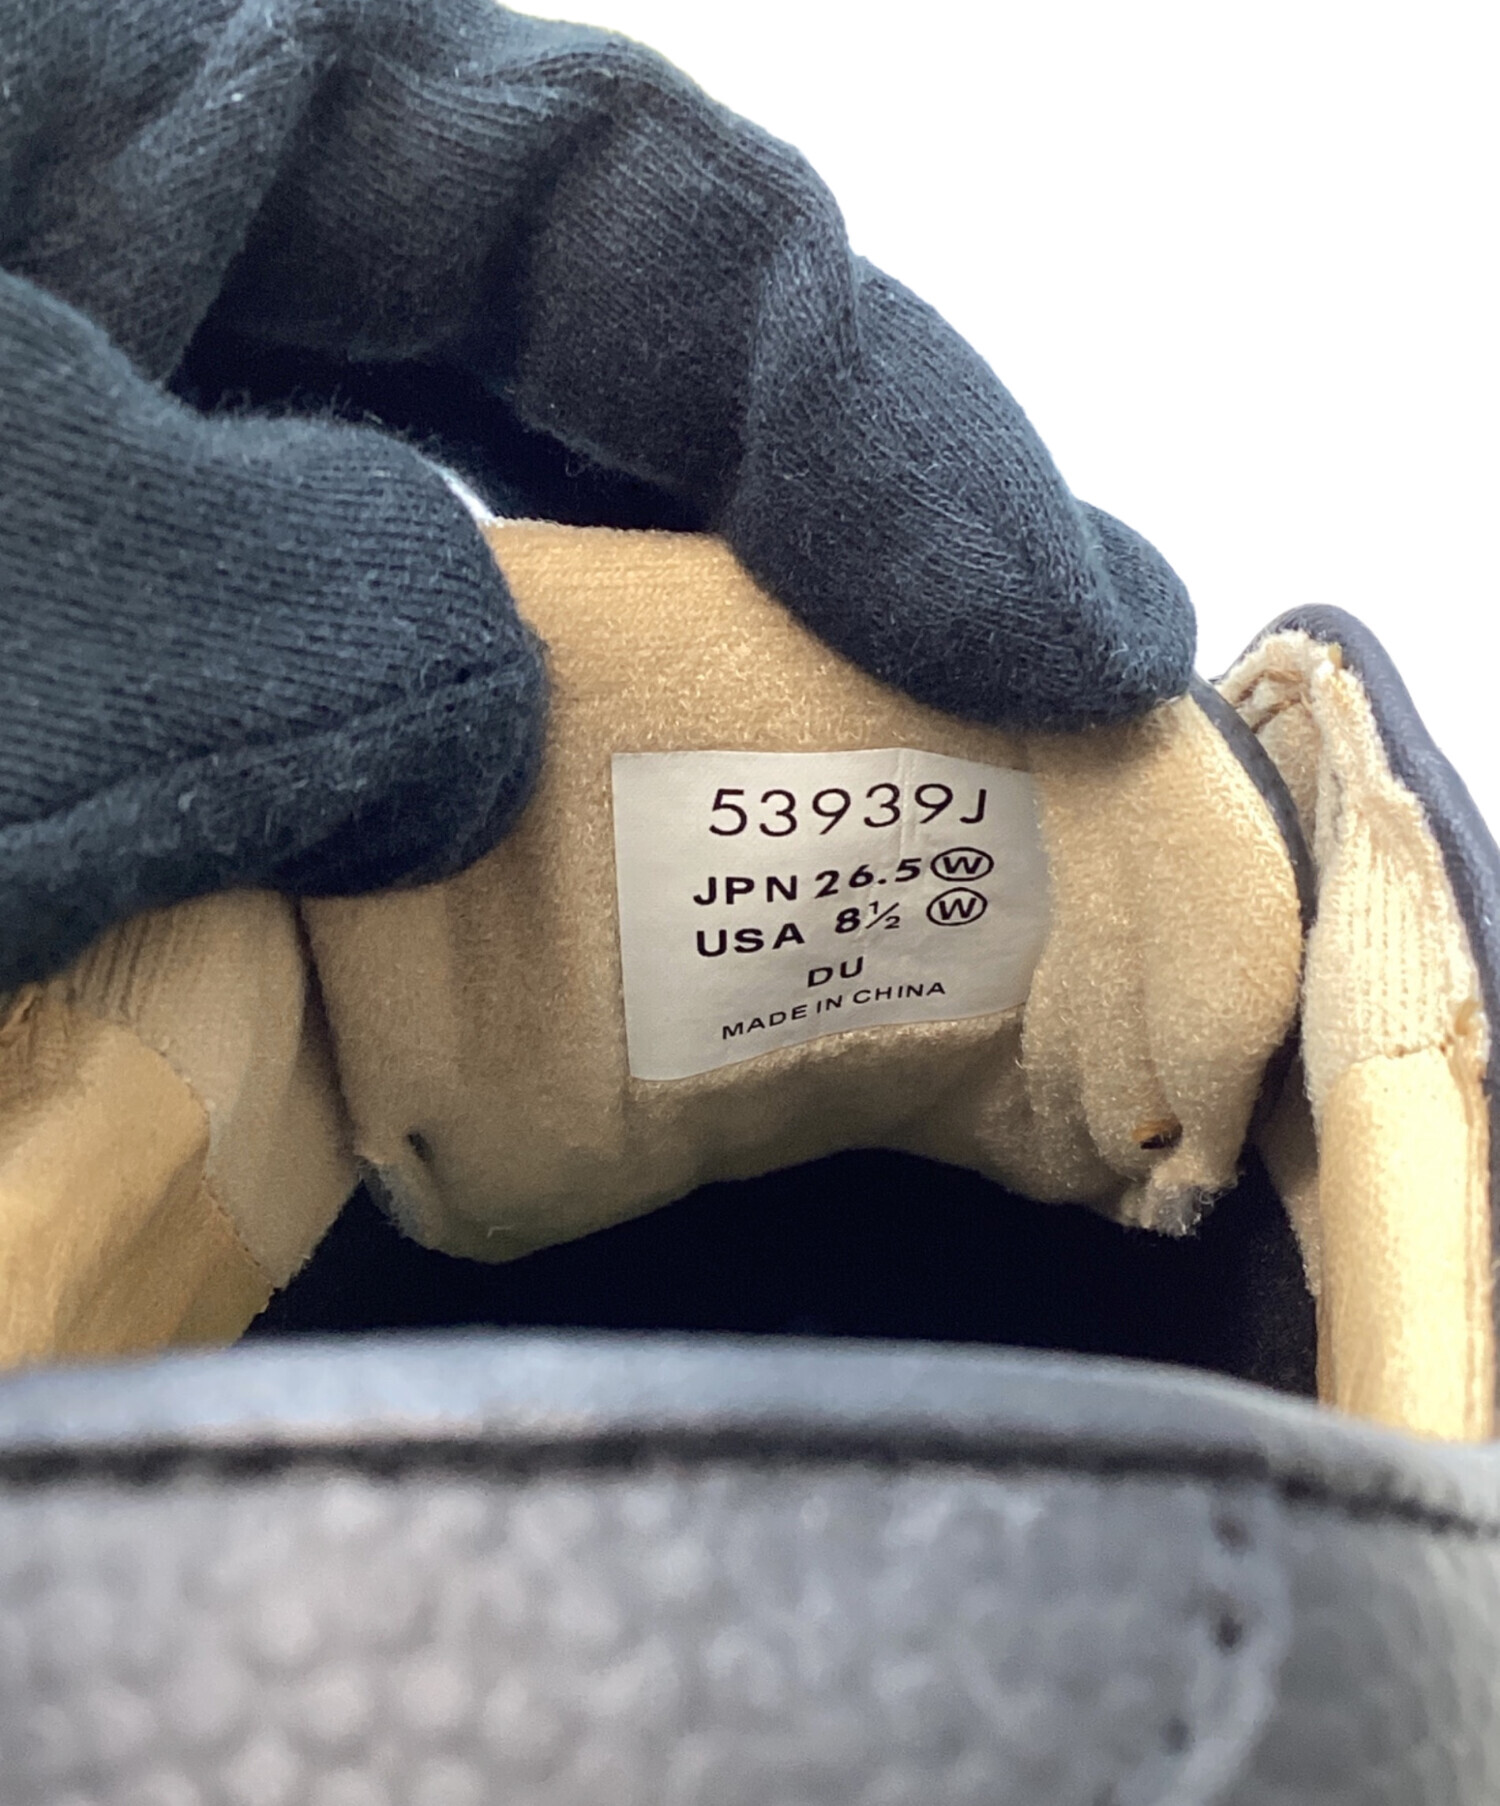 53939J
JPN 26.5 Ⓦ
USA 8½ Ⓦ
DU
MADE IN CHINA